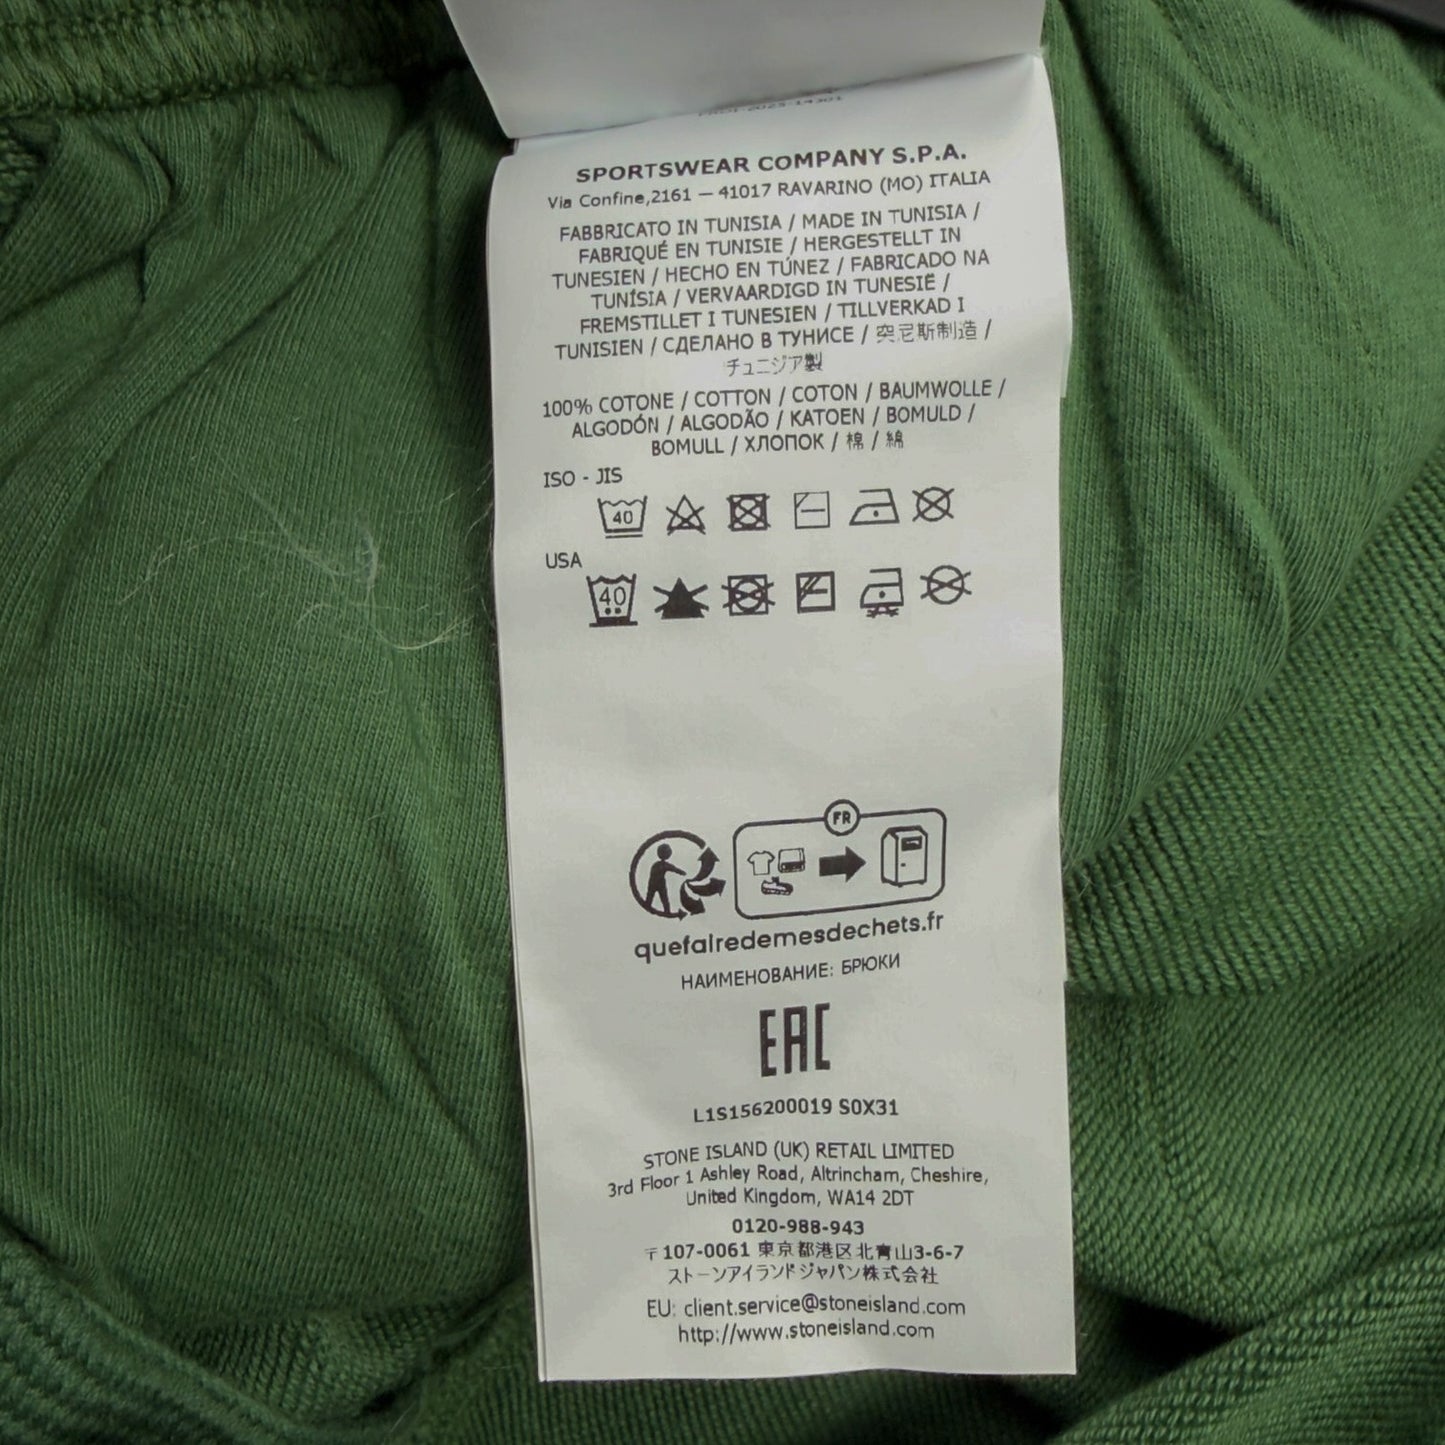 SPORTSWEAR COMPANY S.P.A.
Via Confine,2161 — 41017 RAVARINO (MO) ITALIA
FABBRICATO IN TUNISIA / MADE IN TUNISIA /
FABRIQUÉ EN TUNISIE / HERGESTELLT IN
TUNESIEN / HECHO EN TÚNEZ / FABRICADO NA
TUNÍSIA / VERVAARDIGD IN TUNESIË /
FREMSTILLET I TUNESIEN / TILLVERKAD I
TUNISIEN / СДЕЛАНО В ТУНИСЕ / 突尼斯制造 /
チュニジア製
100% COTONE / COTTON / COTON / BAUMWOLLE /
ALGODÓN / ALGODÃO / KATOEN / BOMULD /
BOMULL / ХЛОПОК / 棉 / 綿
ISO - JIS
40
USA
40
FR
quefairedemesdechets.fr
НАИМЕНОВАНИЕ: БРЮКИ
EAC
L1S156200019 S0X31
STONE ISLAND (UK) RETAIL LIMITED
3rd Floor 1 Ashley Road, Altrincham, Cheshire,
United Kingdom, WA14 2DT
0120-988-943
〒107-0061 東京都港区北青山3-6-7
ストーンアイランドジャパン株式会社
EU: client.service@stoneisland.com
http://www.stoneisland.com